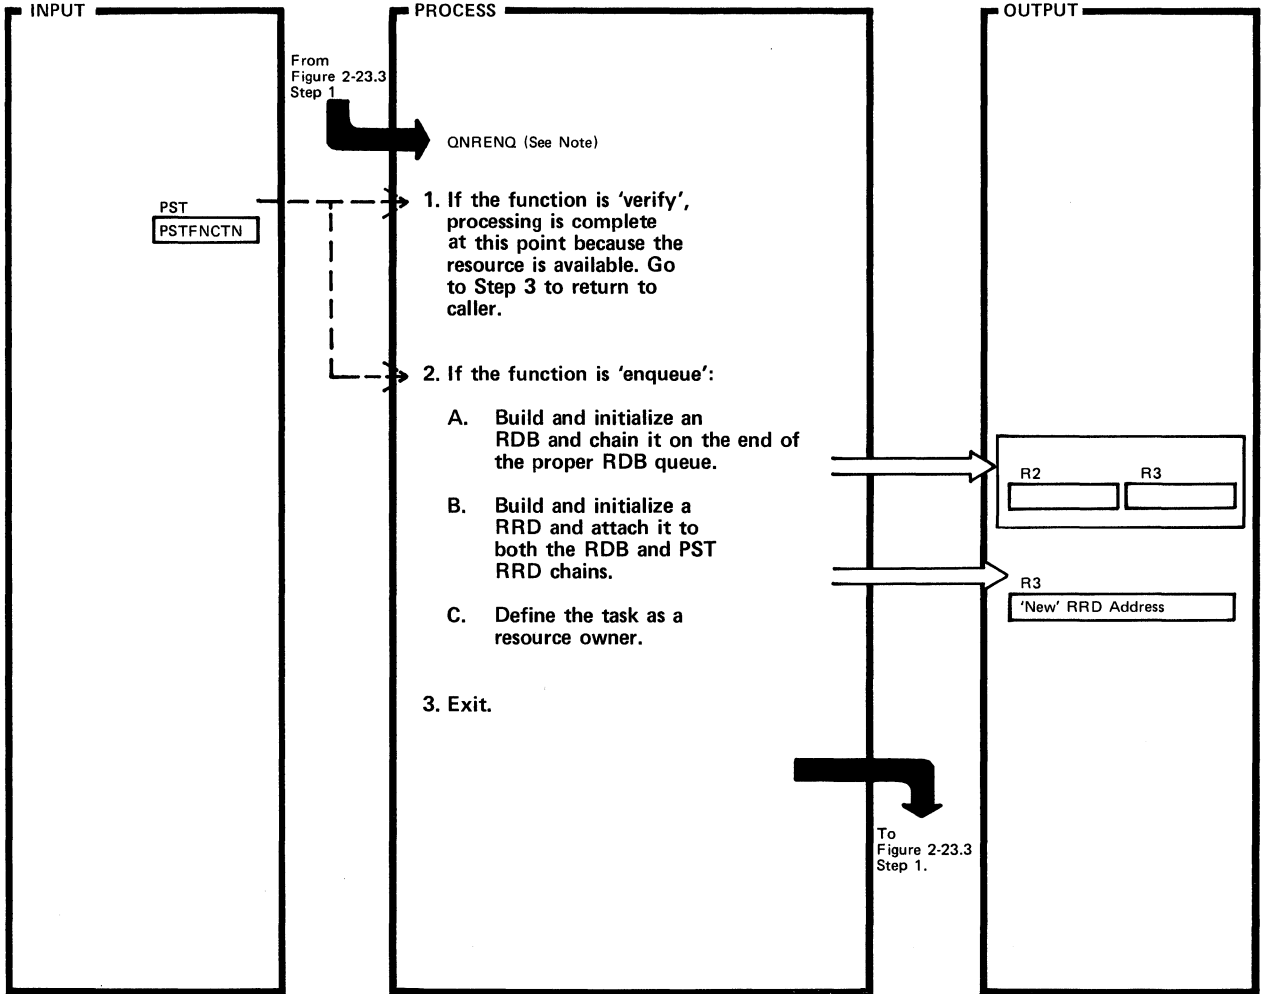 INPUT
PROCESS
OUTPUT
From
Figure 2-23.3
Step 1
QNRENQ (See Note)
PST
PSTFNCTN
1. If the function is 'verify',
processing is complete
at this point because the
resource is available. Go
to Step 3 to return to
caller.
2. If the function is 'enqueue':
A. Build and initialize an
RDB and chain it on the end of
the proper RDB queue.
R2 R3
B. Build and initialize a
RRD and attach it to
both the RDB and PST
RRD chains.
R3
'New' RRD Address
C. Define the task as a
resource owner.
3. Exit.
To
Figure 2-23.3
Step 1.